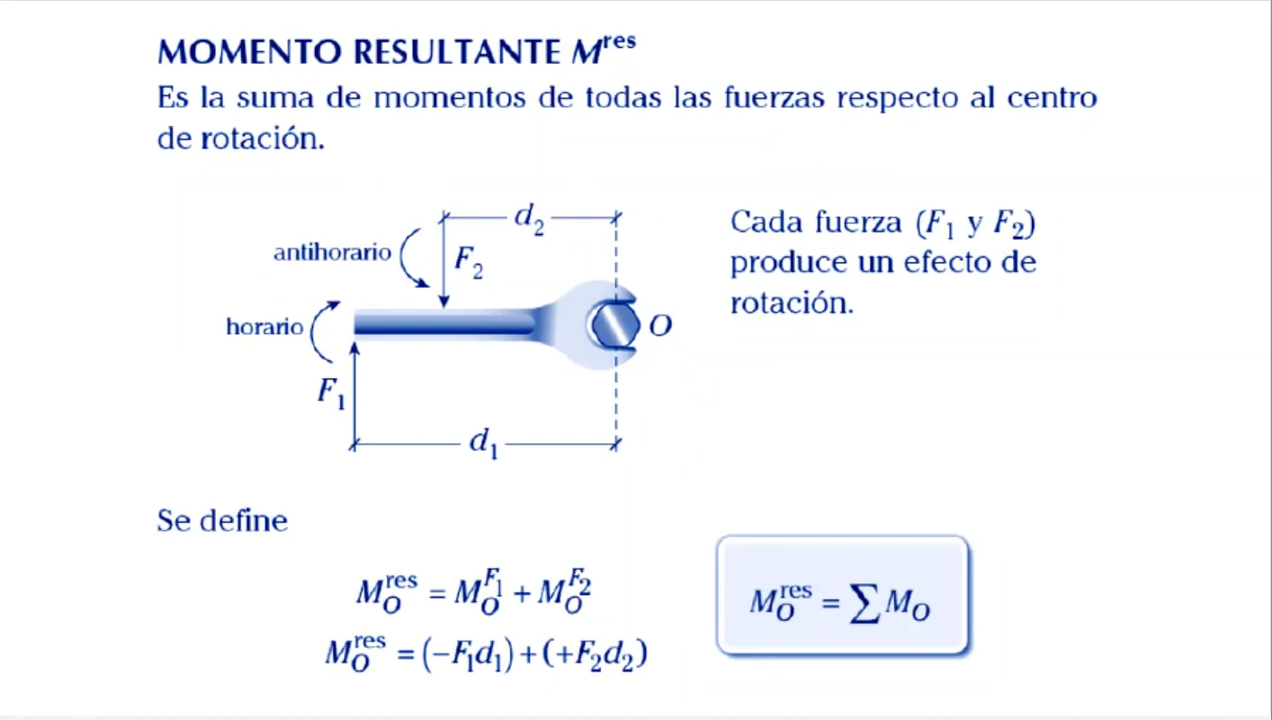 MOMENTO RESULTANTE M^res
Es la suma de momentos de todas las fuerzas respecto al centro
de rotación.
d₂
antihorario
F₂
horario
O
F₁
d₁
Cada fuerza (F₁ y F₂)
produce un efecto de
rotación.
Se define
M_O^res = M_O^F₁ + M_O^F₂
M_O^res = (−F₁d₁) + (+F₂d₂)
M_O^res = ∑ M_O